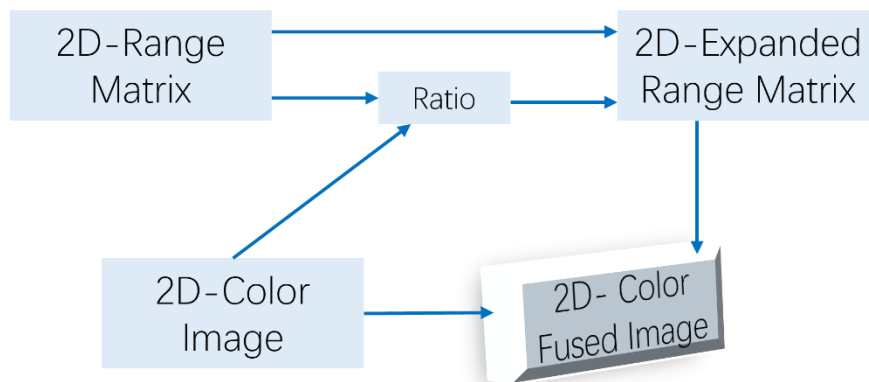 2D-Range
Matrix
Ratio
2D-Expanded
Range Matrix
2D-Color
Image
2D- Color
Fused Image